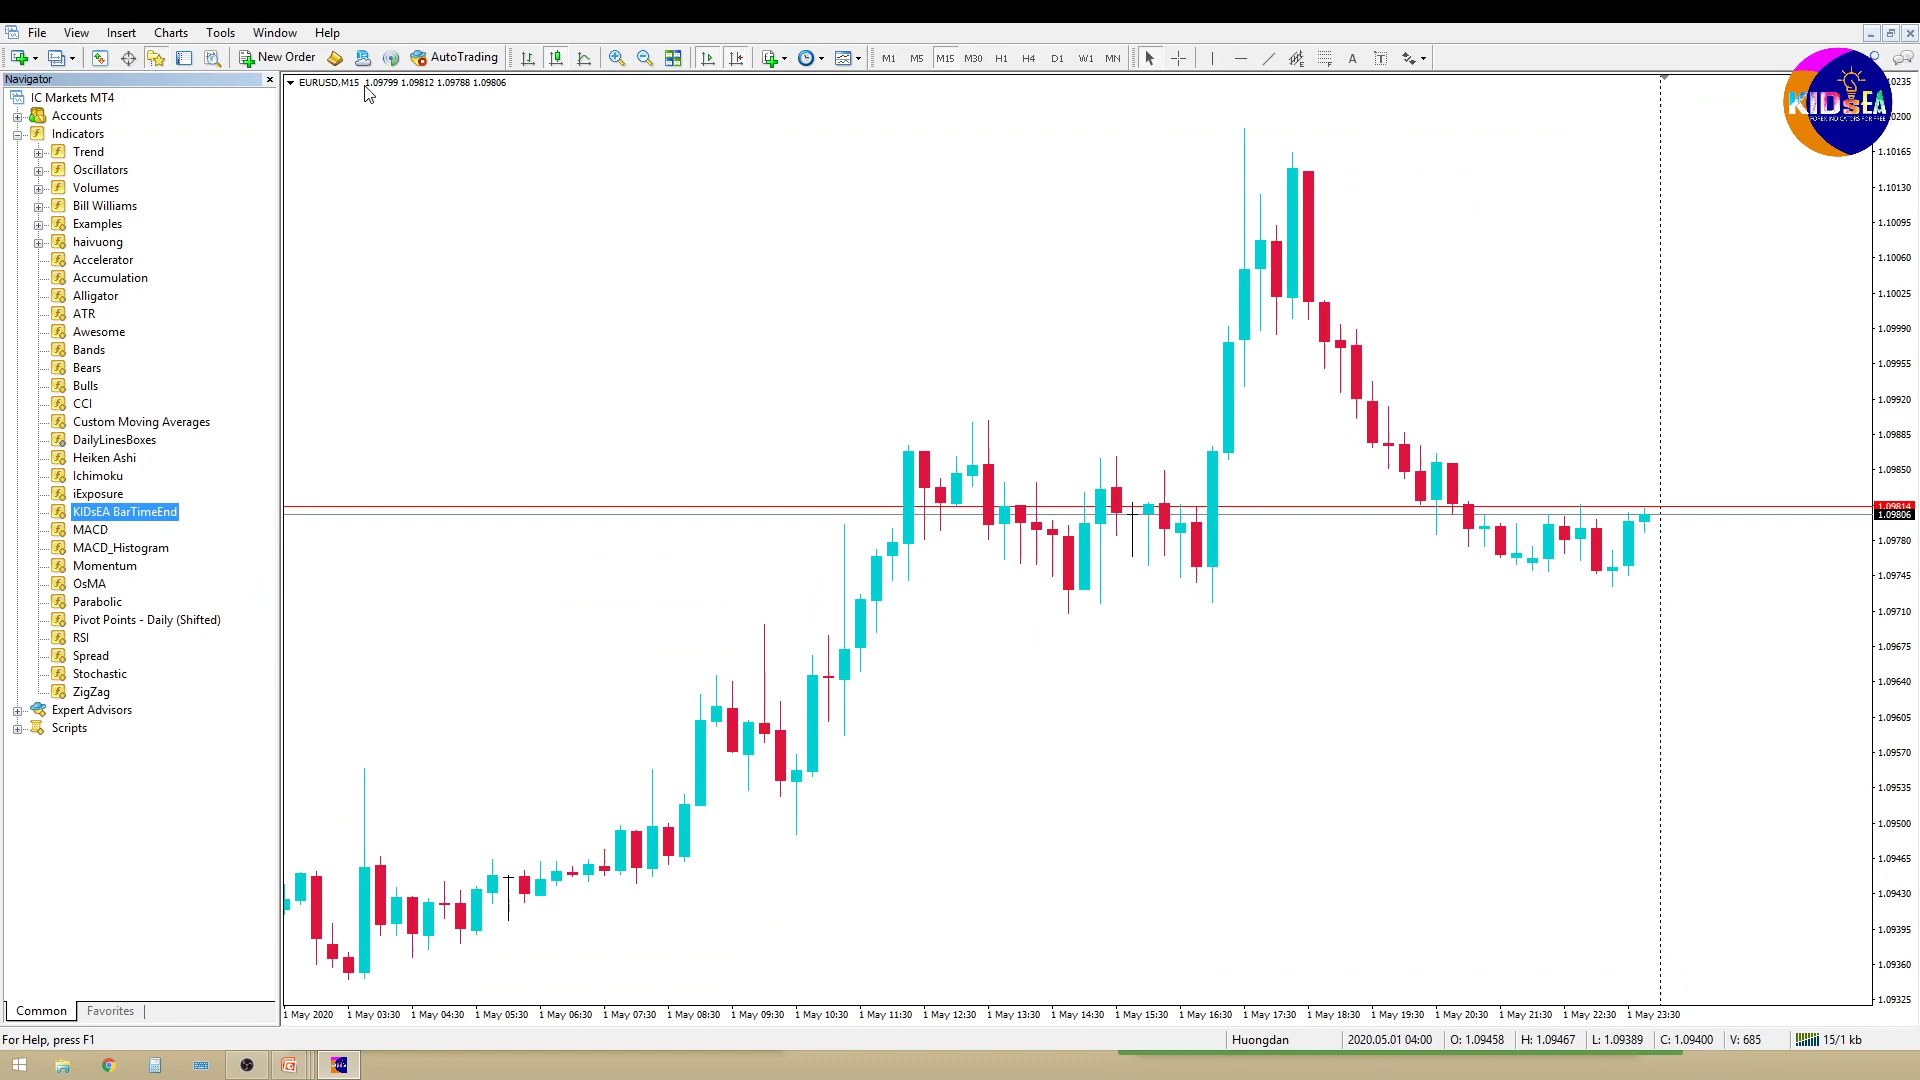 File View Insert Charts Tools Window Help
New Order AutoTrading M1 M5 M15 M30 H1 H4 D1 W1 MN A T
Navigator
EURUSD,M15 1.09799 1.09812 1.09788 1.09806
IC Markets MT4
Accounts
Indicators
Trend
Oscillators
Volumes
Bill Williams
Examples
haivuong
Accelerator
Accumulation
Alligator
ATR
Awesome
Bands
Bears
Bulls
CCI
Custom Moving Averages
DailyLinesBoxes
Heiken Ashi
Ichimoku
iExposure
KIDsEA BarTimeEnd
MACD
MACD_Histogram
Momentum
OsMA
Parabolic
Pivot Points - Daily (Shifted)
RSI
Spread
Stochastic
ZigZag
Expert Advisors
Scripts
Common Favorites
KIDsEA
FOREX INDICATORS FOR FREE
1.10165
1.10130
1.10095
1.10060
1.10025
1.09990
1.09955
1.09920
1.09885
1.09850
1.09814
1.09806
1.09780
1.09745
1.09710
1.09675
1.09640
1.09605
1.09570
1.09535
1.09500
1.09465
1.09430
1.09395
1.09360
1.09325
1 May 2020 1 May 03:30 1 May 04:30 1 May 05:30 1 May 06:30 1 May 07:30 1 May 08:30 1 May 09:30 1 May 10:30 1 May 11:30 1 May 12:30 1 May 13:30 1 May 14:30 1 May 15:30 1 May 16:30 1 May 17:30 1 May 18:30 1 May 19:30 1 May 20:30 1 May 21:30 1 May 22:30 1 May 23:30
For Help, press F1 Huongdan 2020.05.01 04:00 O: 1.09458 H: 1.09467 L: 1.09389 C: 1.09400 V: 685 15/1 kb